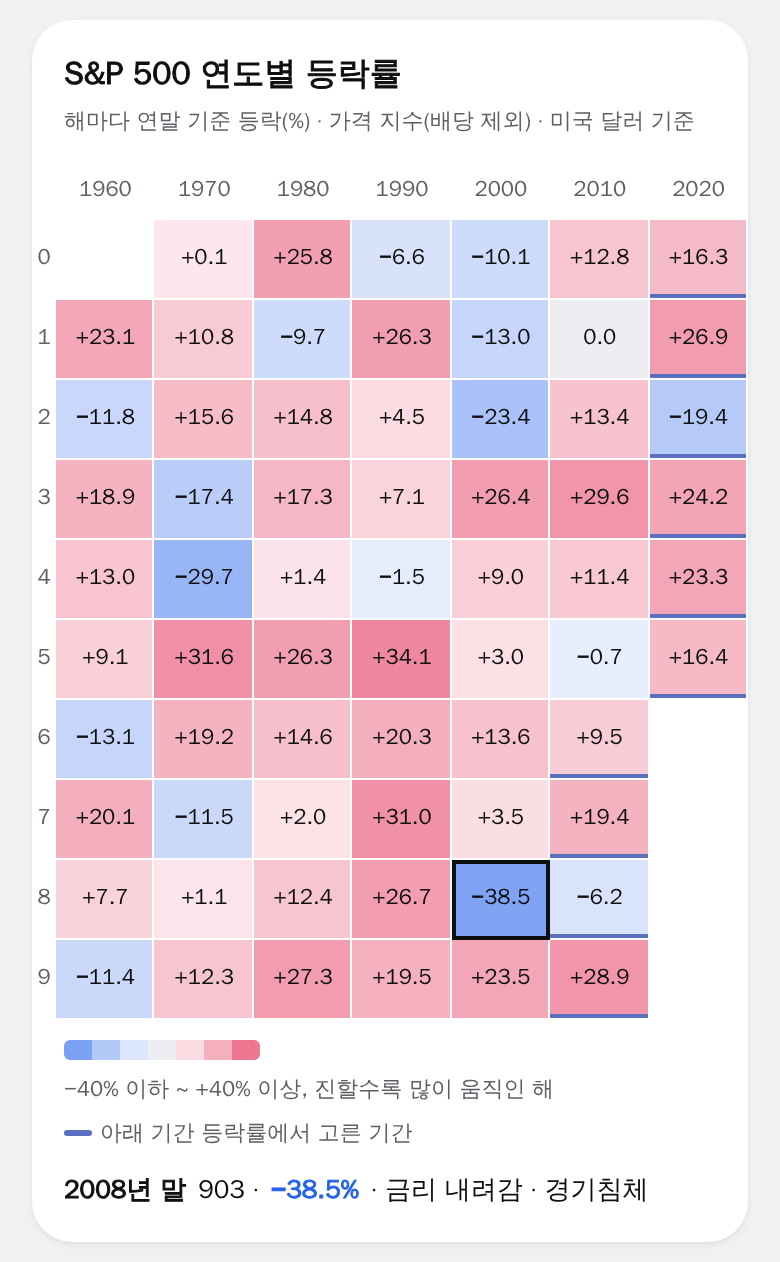 S&P 500 연도별 등락률
해마다 연말 기준 등락(%) · 가격 지수(배당 제외) · 미국 달러 기준
1960 1970 1980 1990 2000 2010 2020
0 +0.1 +25.8 −6.6 −10.1 +12.8 +16.3
1 +23.1 +10.8 −9.7 +26.3 −13.0 0.0 +26.9
2 −11.8 +15.6 +14.8 +4.5 −23.4 +13.4 −19.4
3 +18.9 −17.4 +17.3 +7.1 +26.4 +29.6 +24.2
4 +13.0 −29.7 +1.4 −1.5 +9.0 +11.4 +23.3
5 +9.1 +31.6 +26.3 +34.1 +3.0 −0.7 +16.4
6 −13.1 +19.2 +14.6 +20.3 +13.6 +9.5
7 +20.1 −11.5 +2.0 +31.0 +3.5 +19.4
8 +7.7 +1.1 +12.4 +26.7 −38.5 −6.2
9 −11.4 +12.3 +27.3 +19.5 +23.5 +28.9
−40% 이하 ~ +40% 이상, 진할수록 많이 움직인 해
아래 기간 등락률에서 고른 기간
2008년 말 903 · −38.5% · 금리 내려감 · 경기침체